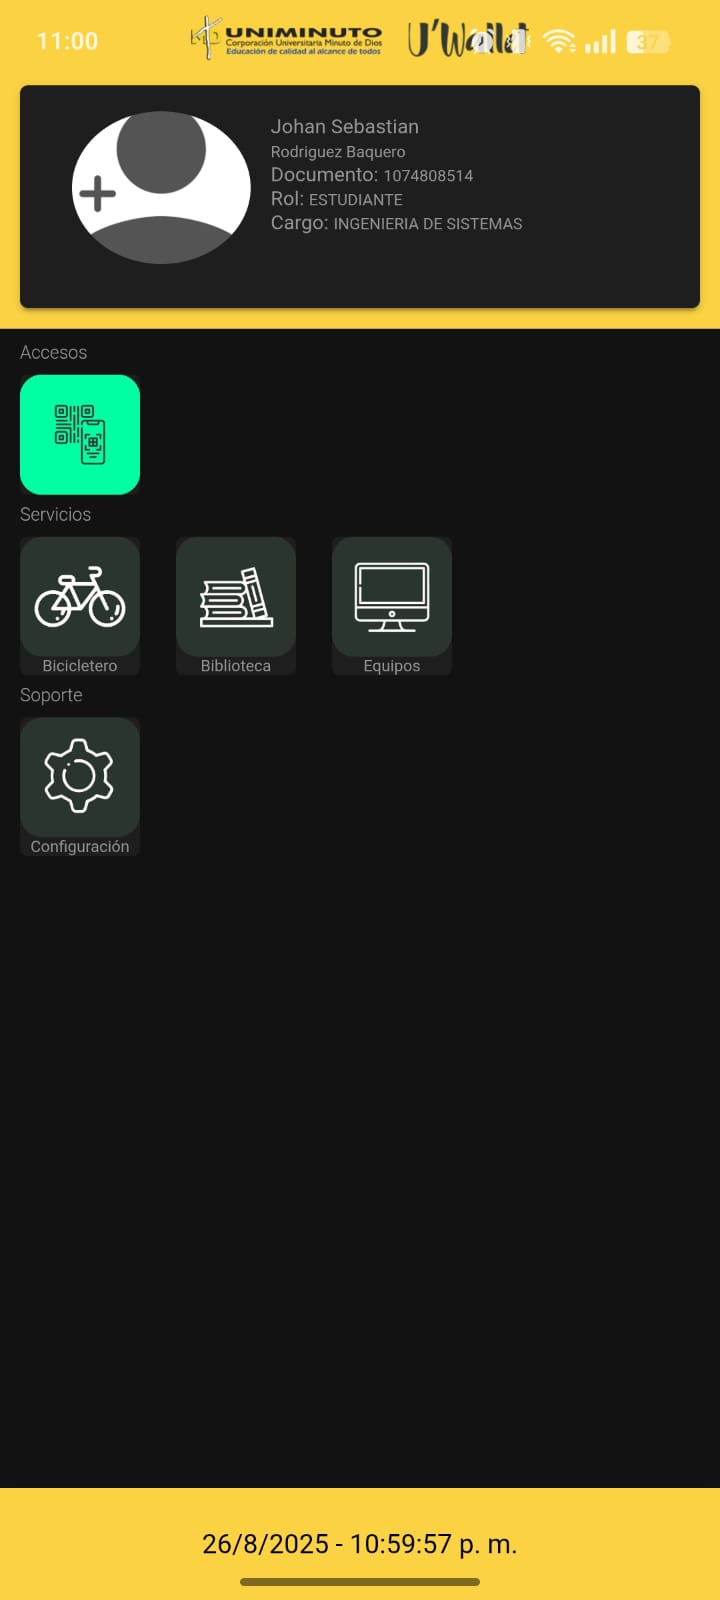 11:00
UNIMINUTO
Corporación Universitaria Minuto de Dios
Educación de calidad al alcance de todos
U'Wallet
37
Johan Sebastian
Rodriguez Baquero
Documento: 1074808514
Rol: ESTUDIANTE
Cargo: INGENIERIA DE SISTEMAS
Accesos
Servicios
Bicicletero
Biblioteca
Equipos
Soporte
Configuración
26/8/2025 - 10:59:57 p. m.